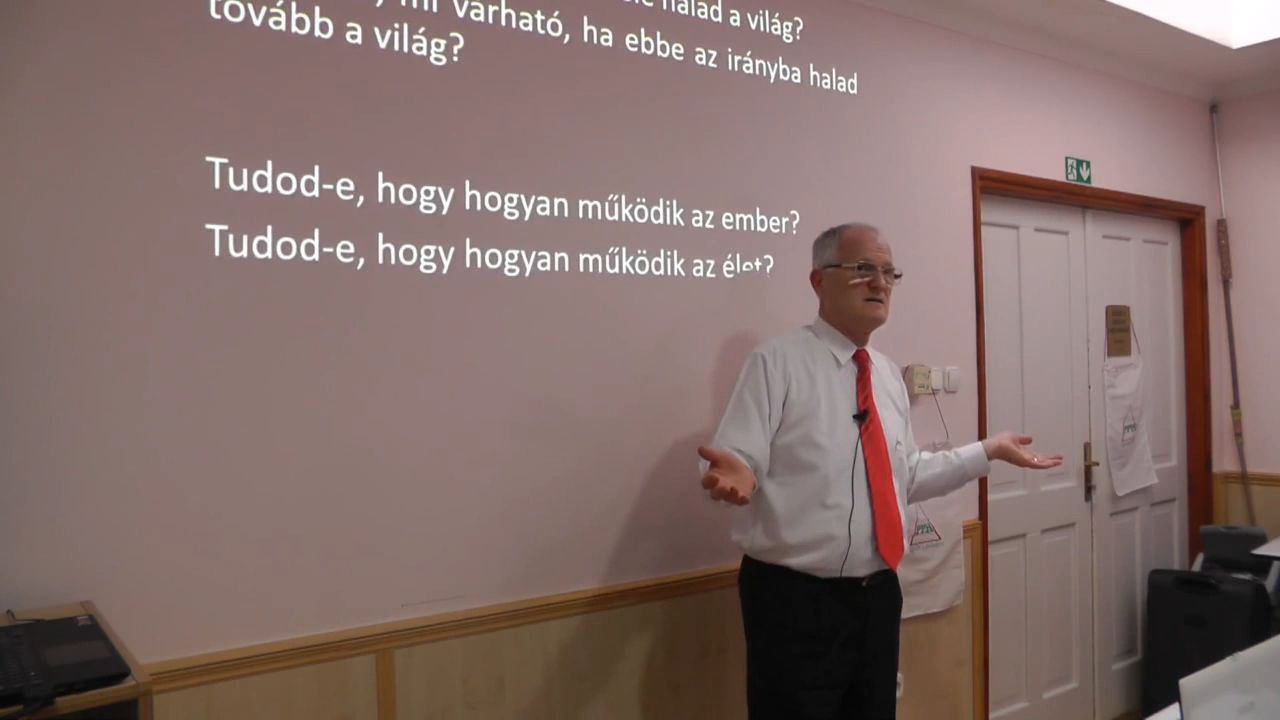 halad a világ?
mi várható, ha ebbe az irányba halad
tovább a világ?
Tudod-e, hogy hogyan működik az ember?
Tudod-e, hogy hogyan működik az élet?